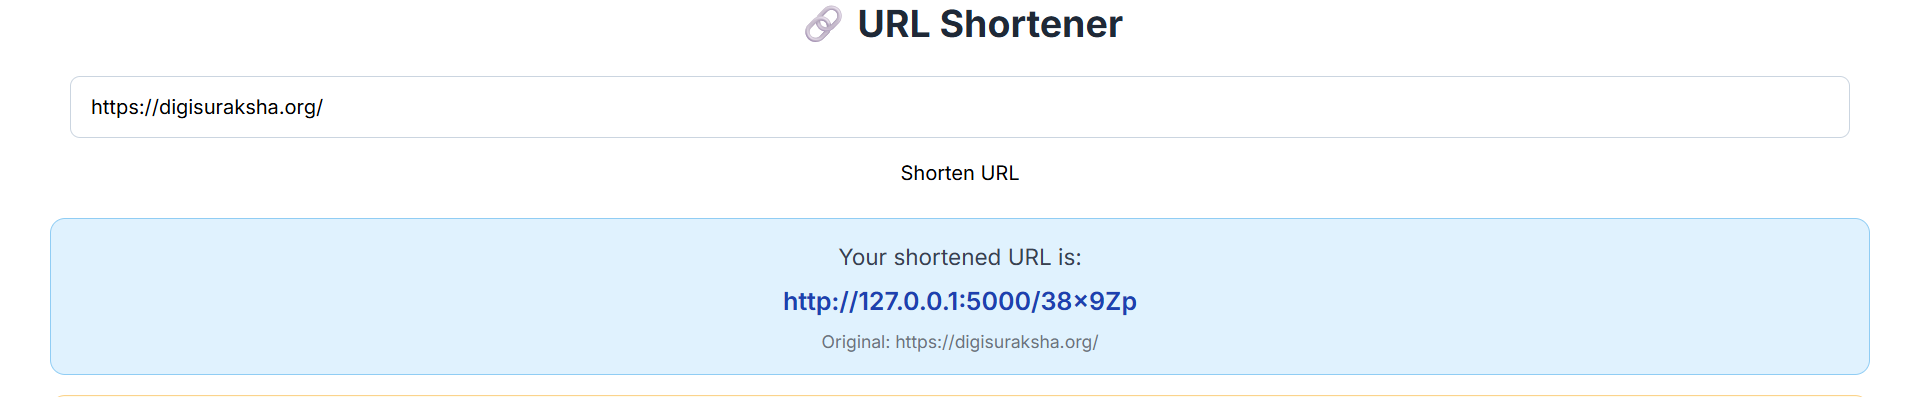 🔗 URL Shortener
https://digisuraksha.org/
Shorten URL
Your shortened URL is:
http://127.0.0.1:5000/38×9Zp
Original: https://digisuraksha.org/